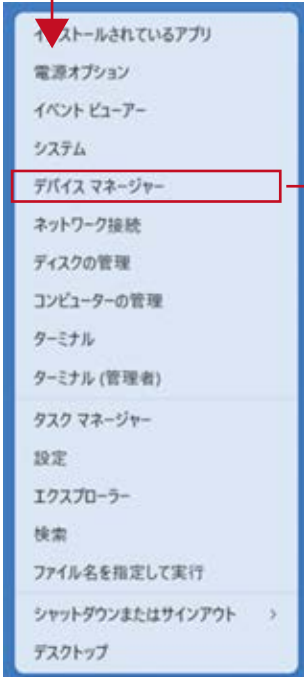 インストールされているアプリ
電源オプション
イベント ビューアー
システム
デバイス マネージャー
ネットワーク接続
ディスクの管理
コンピューターの管理
ターミナル
ターミナル (管理者)
タスク マネージャー
設定
エクスプローラー
検索
ファイル名を指定して実行
シャットダウンまたはサインアウト >
デスクトップ